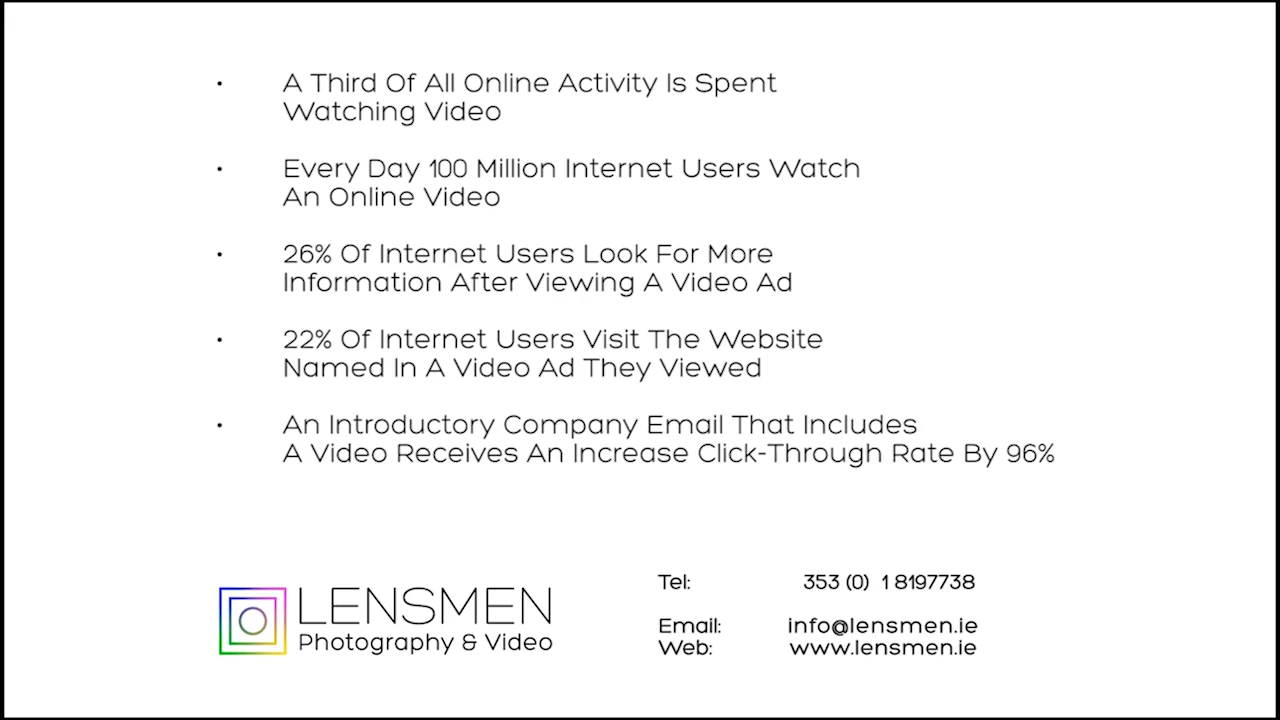 · A Third Of All Online Activity Is Spent
Watching Video
· Every Day 100 Million Internet Users Watch
An Online Video
· 26% Of Internet Users Look For More
Information After Viewing A Video Ad
· 22% Of Internet Users Visit The Website
Named In A Video Ad They Viewed
· An Introductory Company Email That Includes
A Video Receives An Increase Click-Through Rate By 96%
LENSMEN
Photography & Video
Tel: 353 (0) 1 8197738
Email: info@lensmen.ie
Web: www.lensmen.ie